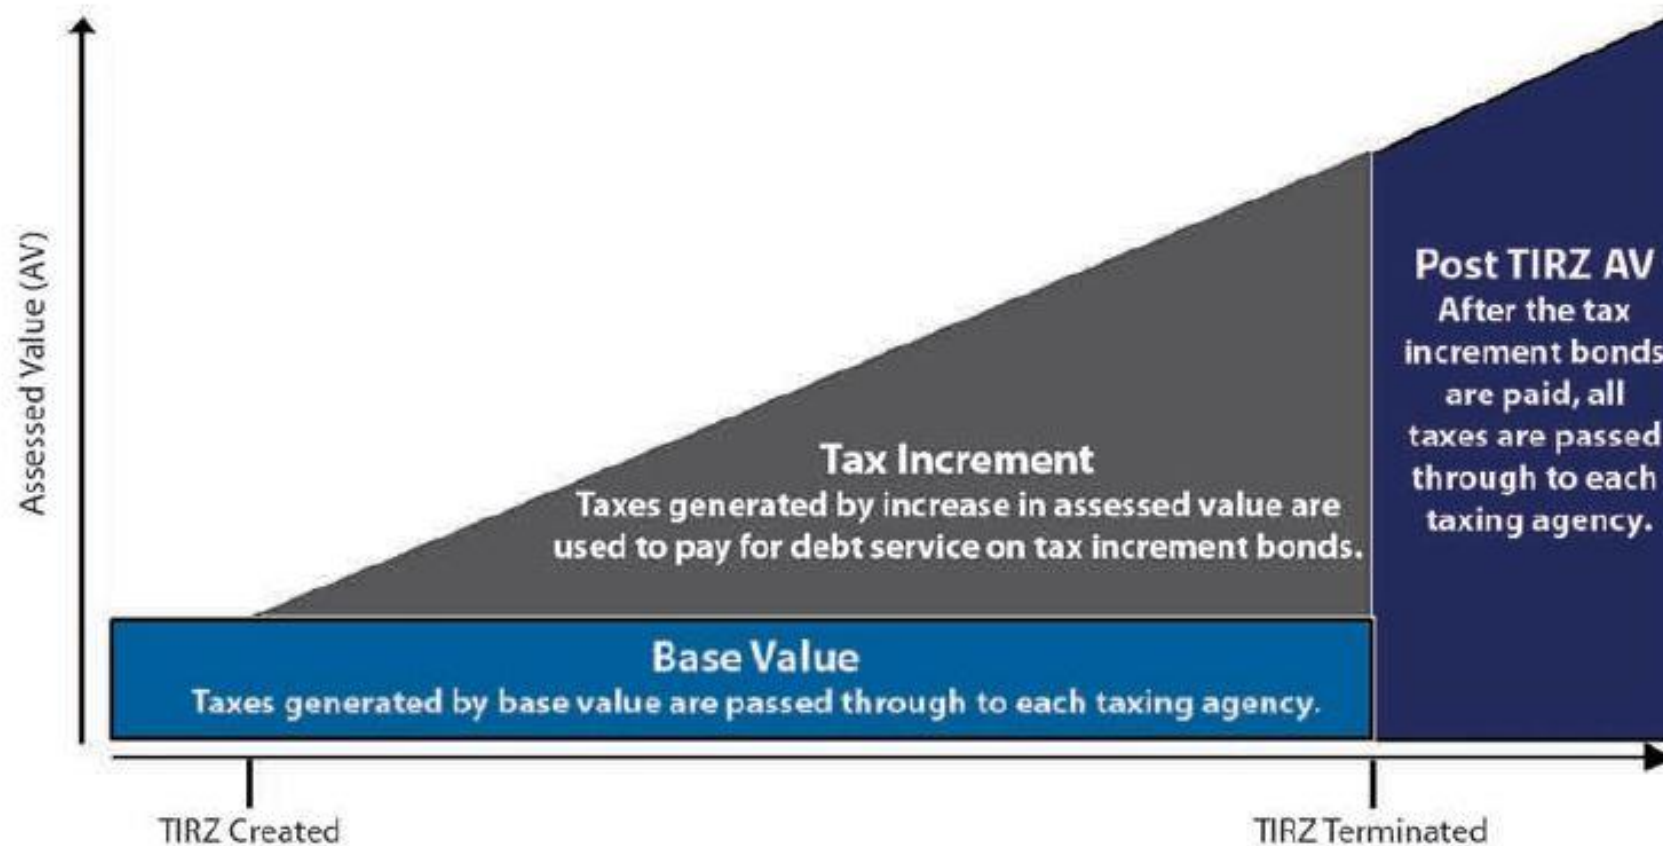 Assessed Value (AV)
Post TIRZ AV
After the tax
increment bonds
are paid, all
taxes are passed
through to each
taxing agency.
Tax Increment
Taxes generated by increase in assessed value are
used to pay for debt service on tax increment bonds.
Base Value
Taxes generated by base value are passed through to each taxing agency.
TIRZ Created
TIRZ Terminated